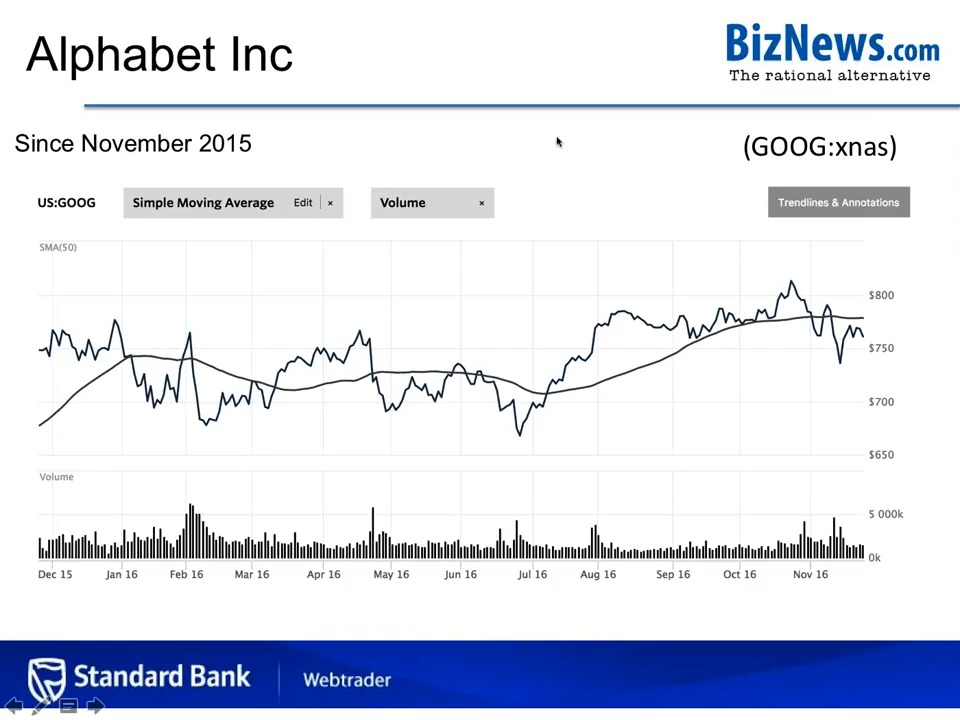 Alphabet Inc
BizNews.com
The rational alternative
Since November 2015
(GOOG:xnas)
US:GOOG
Simple Moving Average Edit ×
Volume ×
Trendlines & Annotations
SMA(50)
$800
$750
$700
$650
Volume
5 000k
0k
Dec 15 Jan 16 Feb 16 Mar 16 Apr 16 May 16 Jun 16 Jul 16 Aug 16 Sep 16 Oct 16 Nov 16
Standard Bank
Webtrader